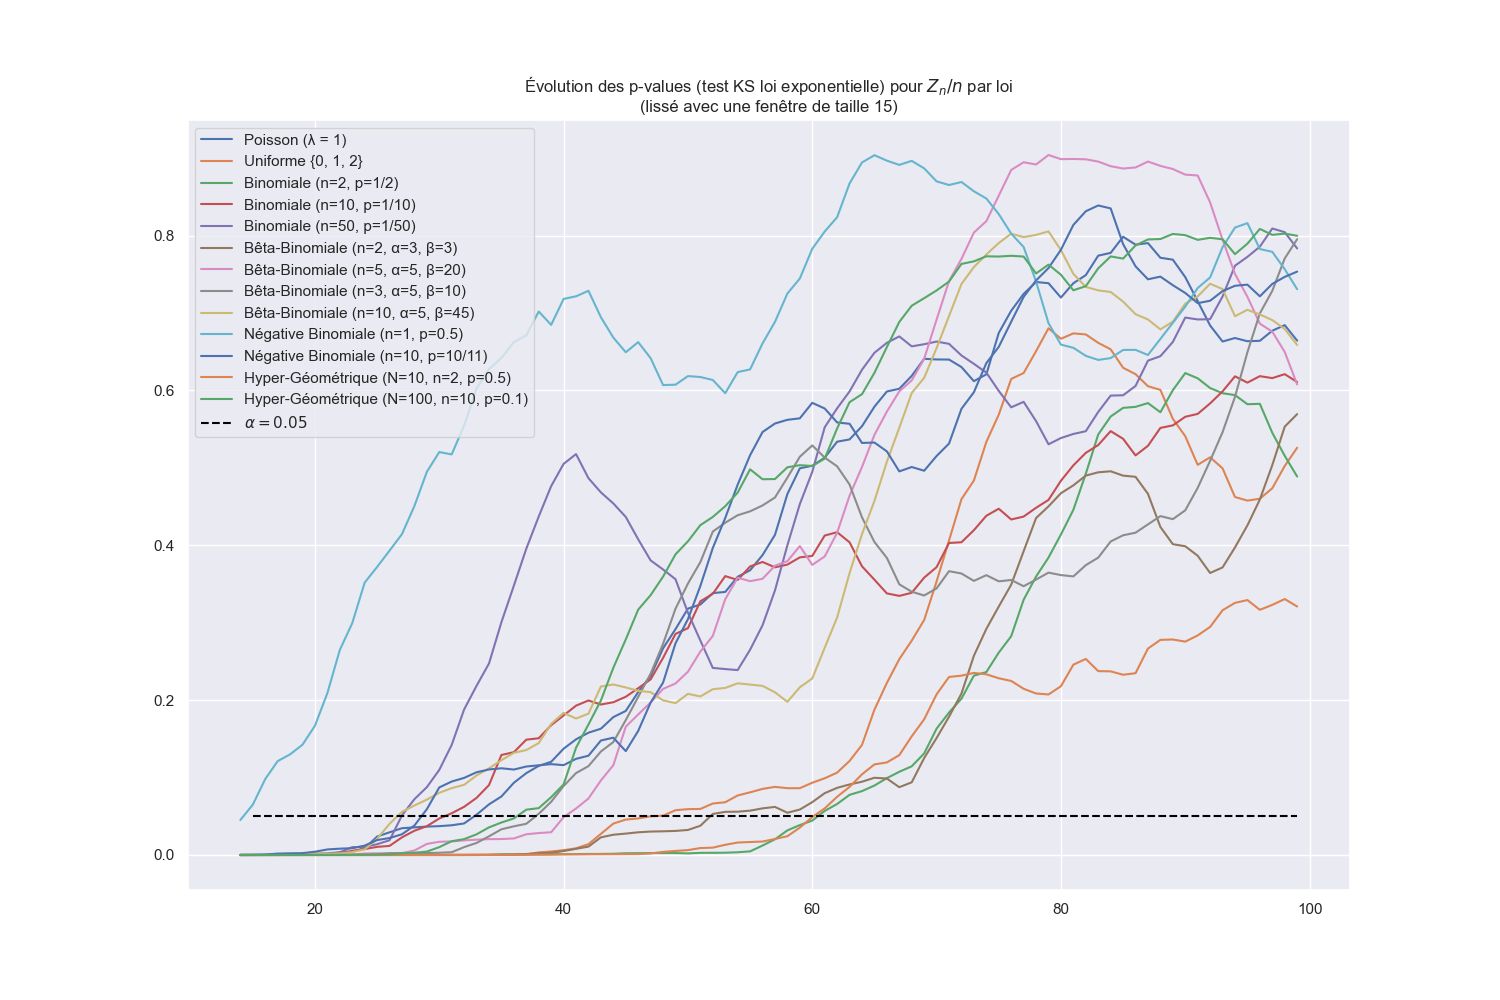 Évolution des p-values (test KS loi exponentielle) pour $Z_n/n$ par loi
(lissé avec une fenêtre de taille 15)
Poisson (λ = 1)
Uniforme {0, 1, 2}
Binomiale (n=2, p=1/2)
Binomiale (n=10, p=1/10)
Binomiale (n=50, p=1/50)
Bêta-Binomiale (n=2, α=3, β=3)
Bêta-Binomiale (n=5, α=5, β=20)
Bêta-Binomiale (n=3, α=5, β=10)
Bêta-Binomiale (n=10, α=5, β=45)
Négative Binomiale (n=1, p=0.5)
Négative Binomiale (n=10, p=10/11)
Hyper-Géométrique (N=10, n=2, p=0.5)
Hyper-Géométrique (N=100, n=10, p=0.1)
α = 0.05
0.8
0.6
0.4
0.2
0.0
20 40 60 80 100